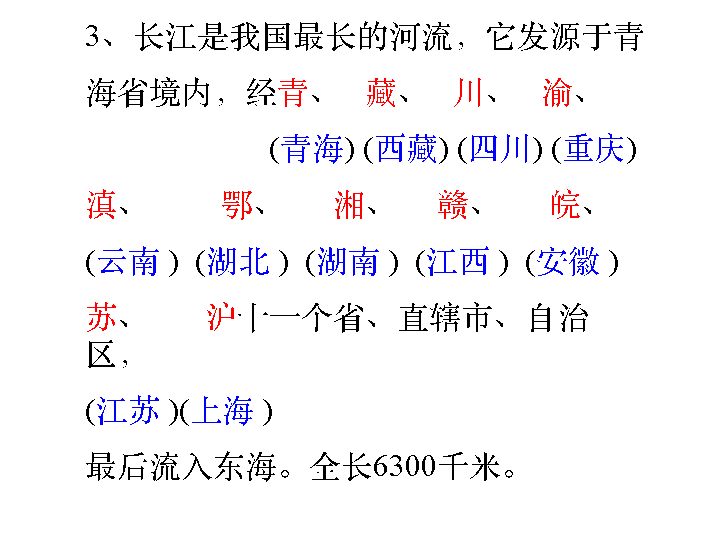 3、长江是我国最长的河流，它发源于青
海省境内，经青、 藏、 川、 渝、
(青海) (西藏) (四川) (重庆)
滇、 鄂、 湘、 赣、 皖、
(云南 ) (湖北 ) (湖南 ) (江西 ) (安徽 )
苏、 沪十一个省、直辖市、自治
区，
(江苏 )(上海 )
最后流入东海。全长6300千米。